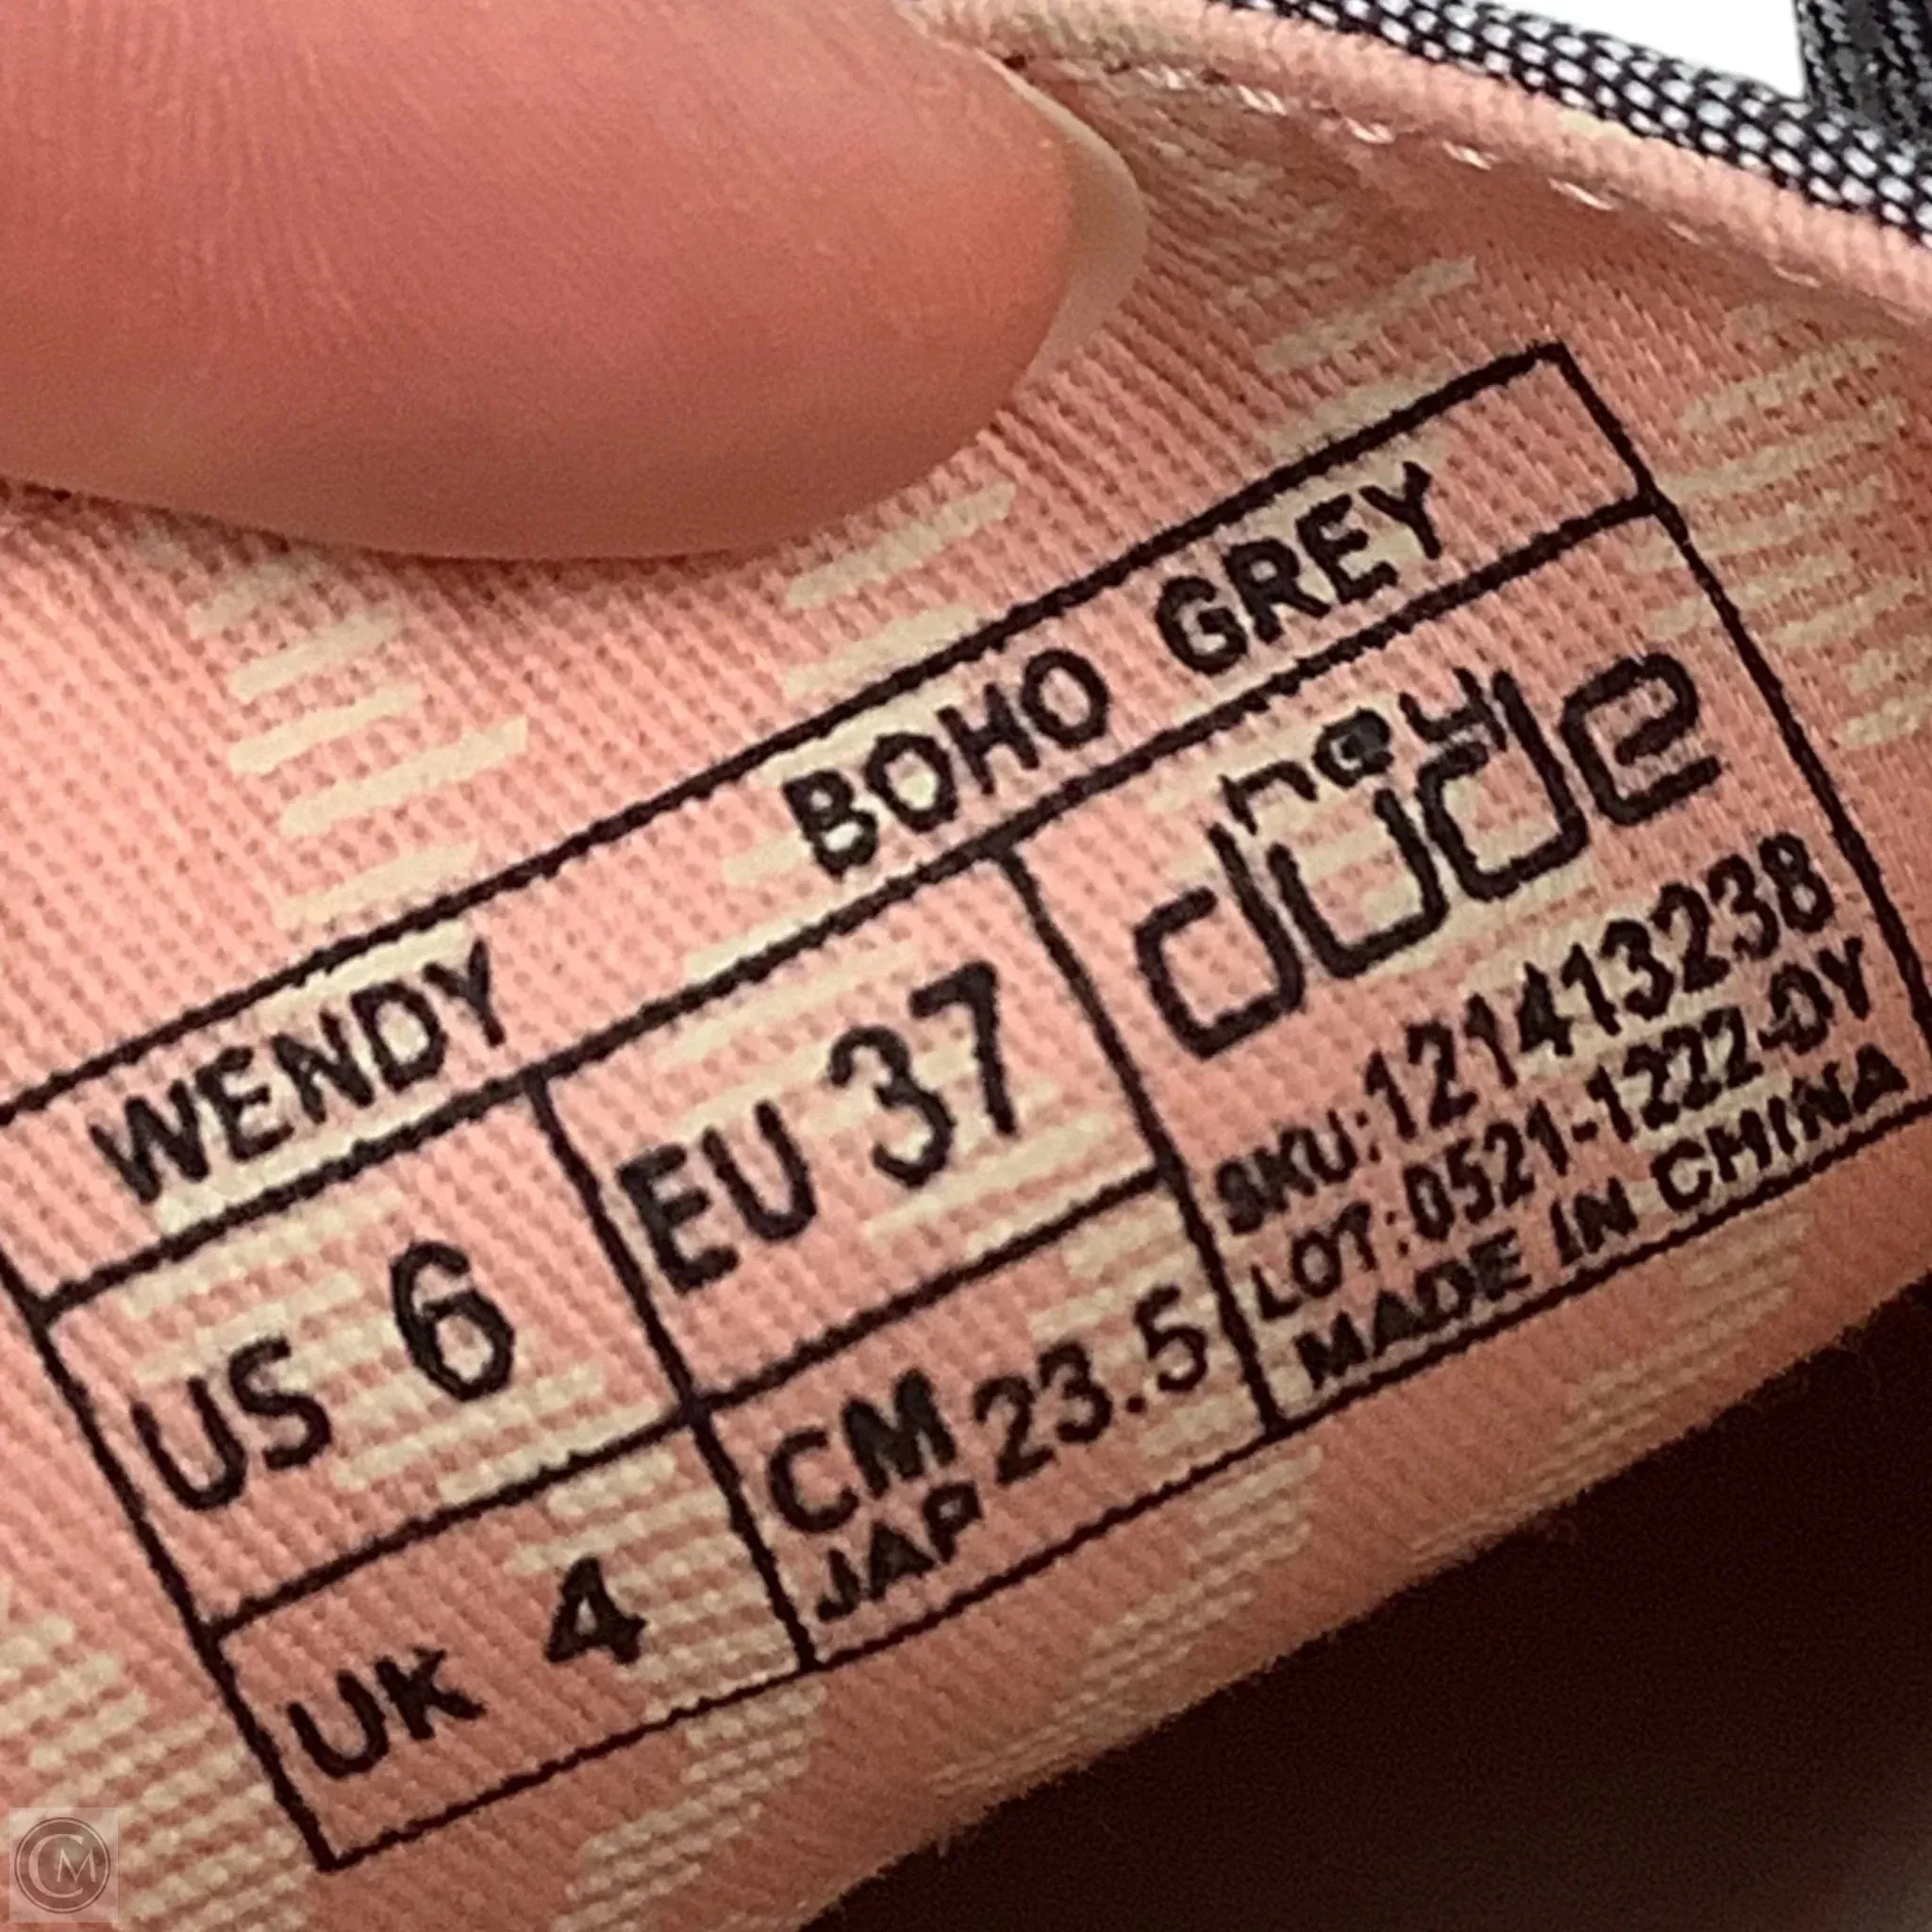 WENDY BOHO GREY
US 6
EU 37
UK 4
CM 23.5
JAP
hey
dude
SKU:121413238
LOT:0521-1222-DY
MADE IN CHINA
CM